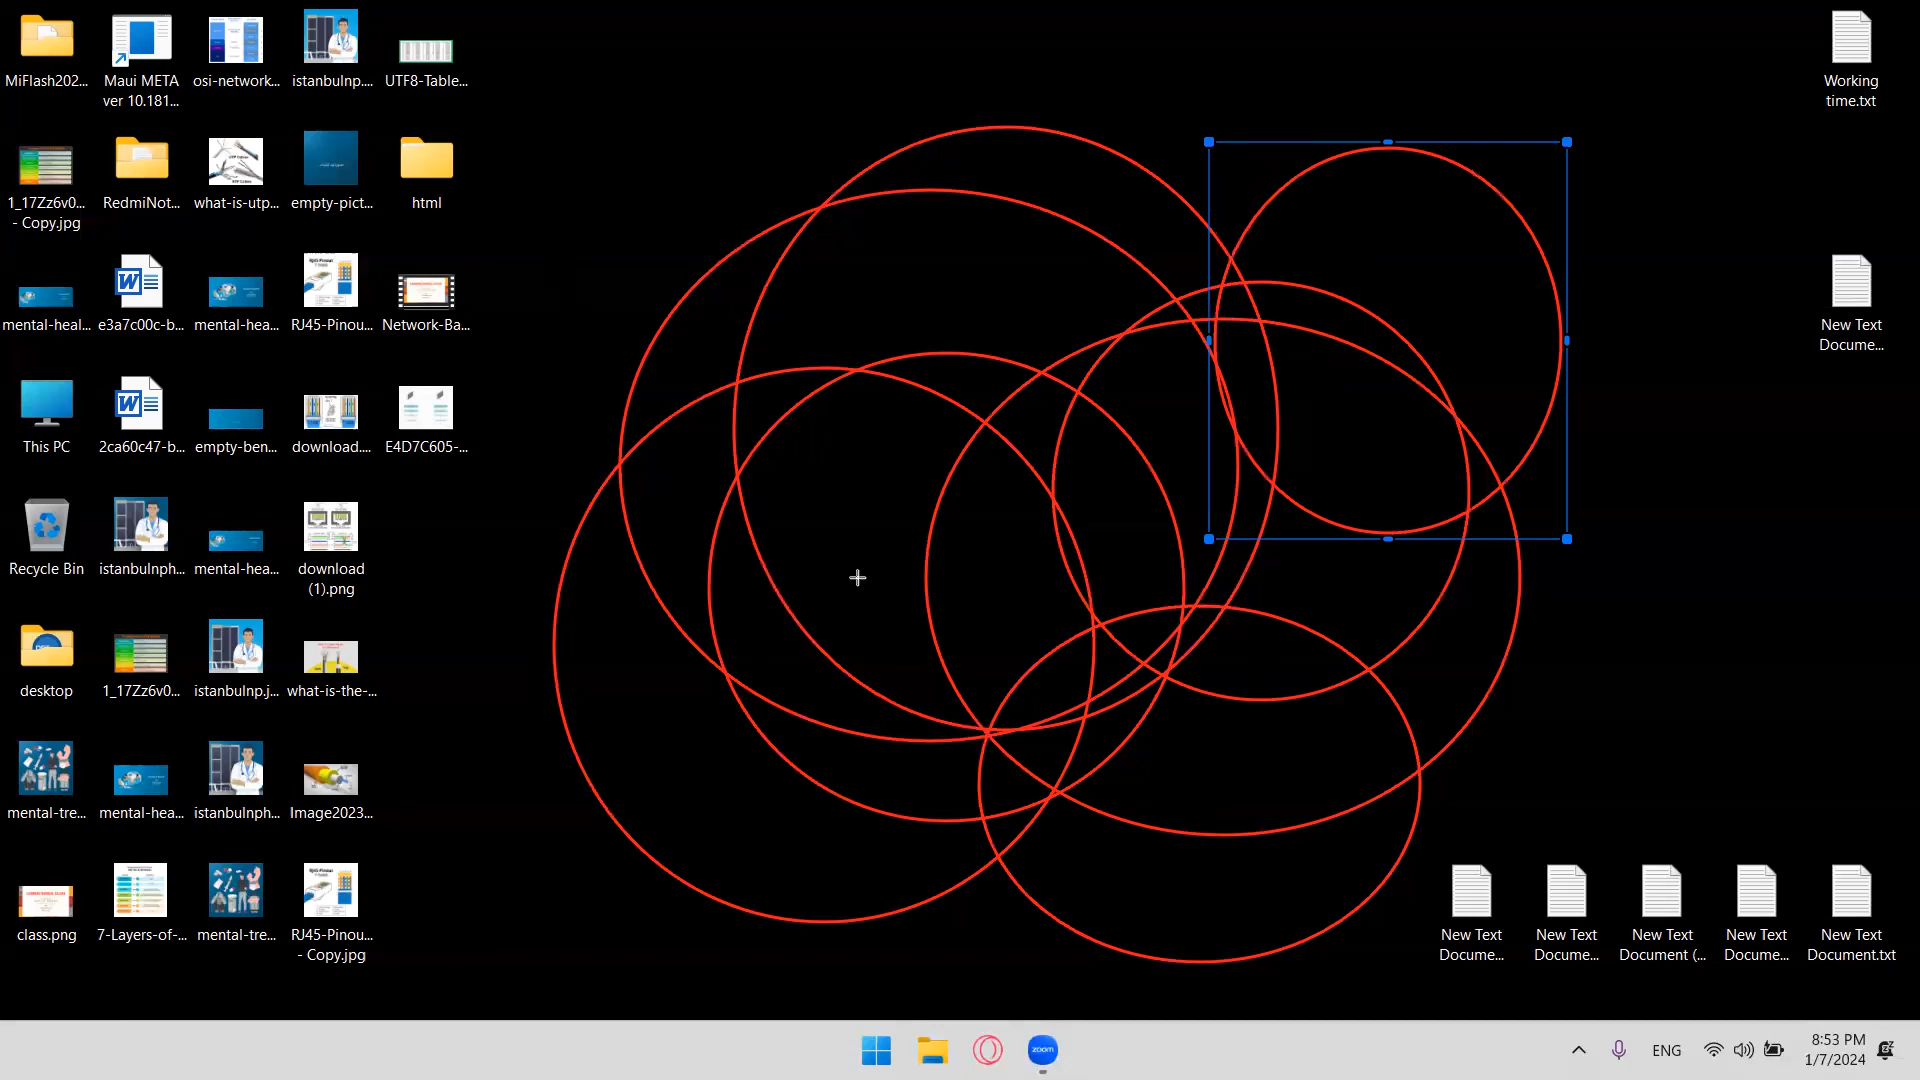 MiFlash202...
Maui META
ver 10.181...
osi-network...
istanbulnp....
UTF8-Table...
Working
time.txt
1_17Zz6v0...
- Copy.jpg
RedmiNot...
what-is-utp...
empty-pict...
html
mental-heal...
e3a7c00c-b...
mental-hea...
RJ45-Pinou...
Network-Ba...
New Text
Docume...
This PC
2ca60c47-b...
empty-ben...
download....
E4D7C605-...
Recycle Bin
istanbulnph...
mental-hea...
download
(1).png
desktop
1_17Zz6v0...
istanbulnp.j...
what-is-the-...
mental-tre...
mental-hea...
istanbulnph...
Image2023...
class.png
7-Layers-of-...
mental-tre...
RJ45-Pinou...
- Copy.jpg
New Text
Docume...
New Text
Docume...
New Text
Document (...
New Text
Docume...
New Text
Document.txt
zoom
ENG
8:53 PM
1/7/2024